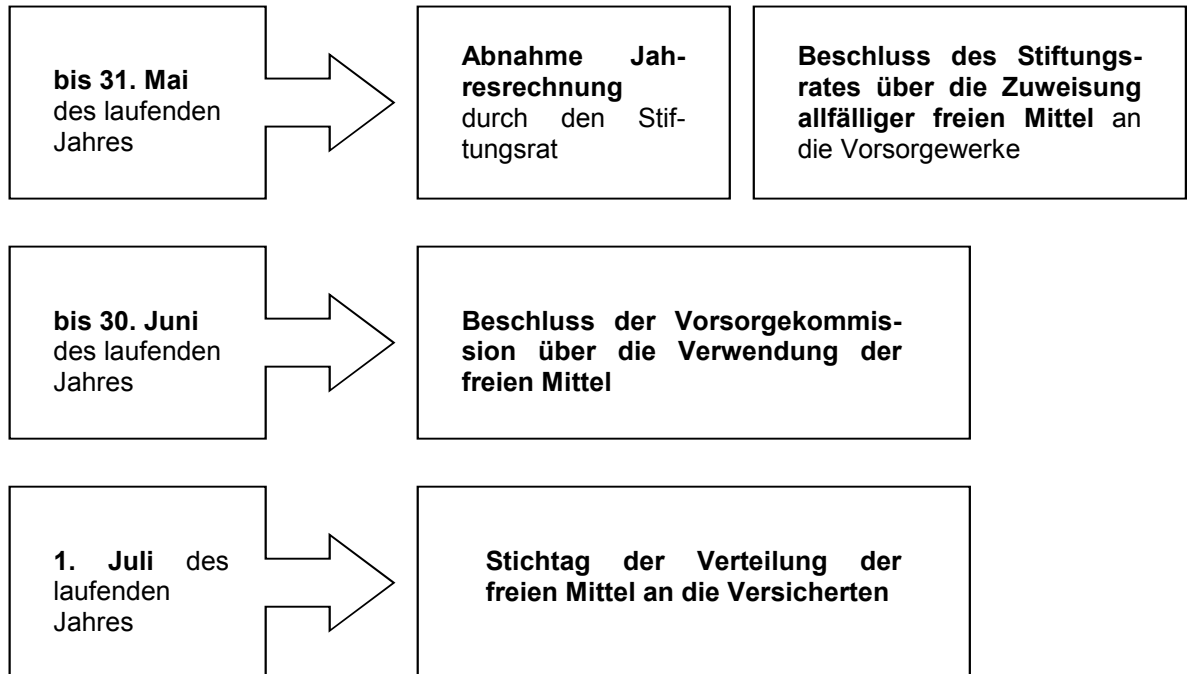 bis 31. Mai
des laufenden
Jahres
Abnahme Jah-
resrechnung
durch den Stif-
tungsrat
Beschluss des Stiftungs-
rates über die Zuweisung
allfälliger freien Mittel an
die Vorsorgewerke
bis 30. Juni
des laufenden
Jahres
Beschluss der Vorsorgekommis-
sion über die Verwendung der
freien Mittel
1. Juli des
laufenden
Jahres
Stichtag der Verteilung der
freien Mittel an die Versicherten